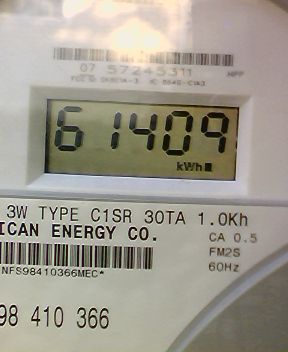 07 57245311 HPP
61409
kWh
3W TYPE C1SR 30TA 1.0Kh
ICAN ENERGY CO. CA 0.5
FM2S
NFS98410366MEC* 60Hz
98 410 366